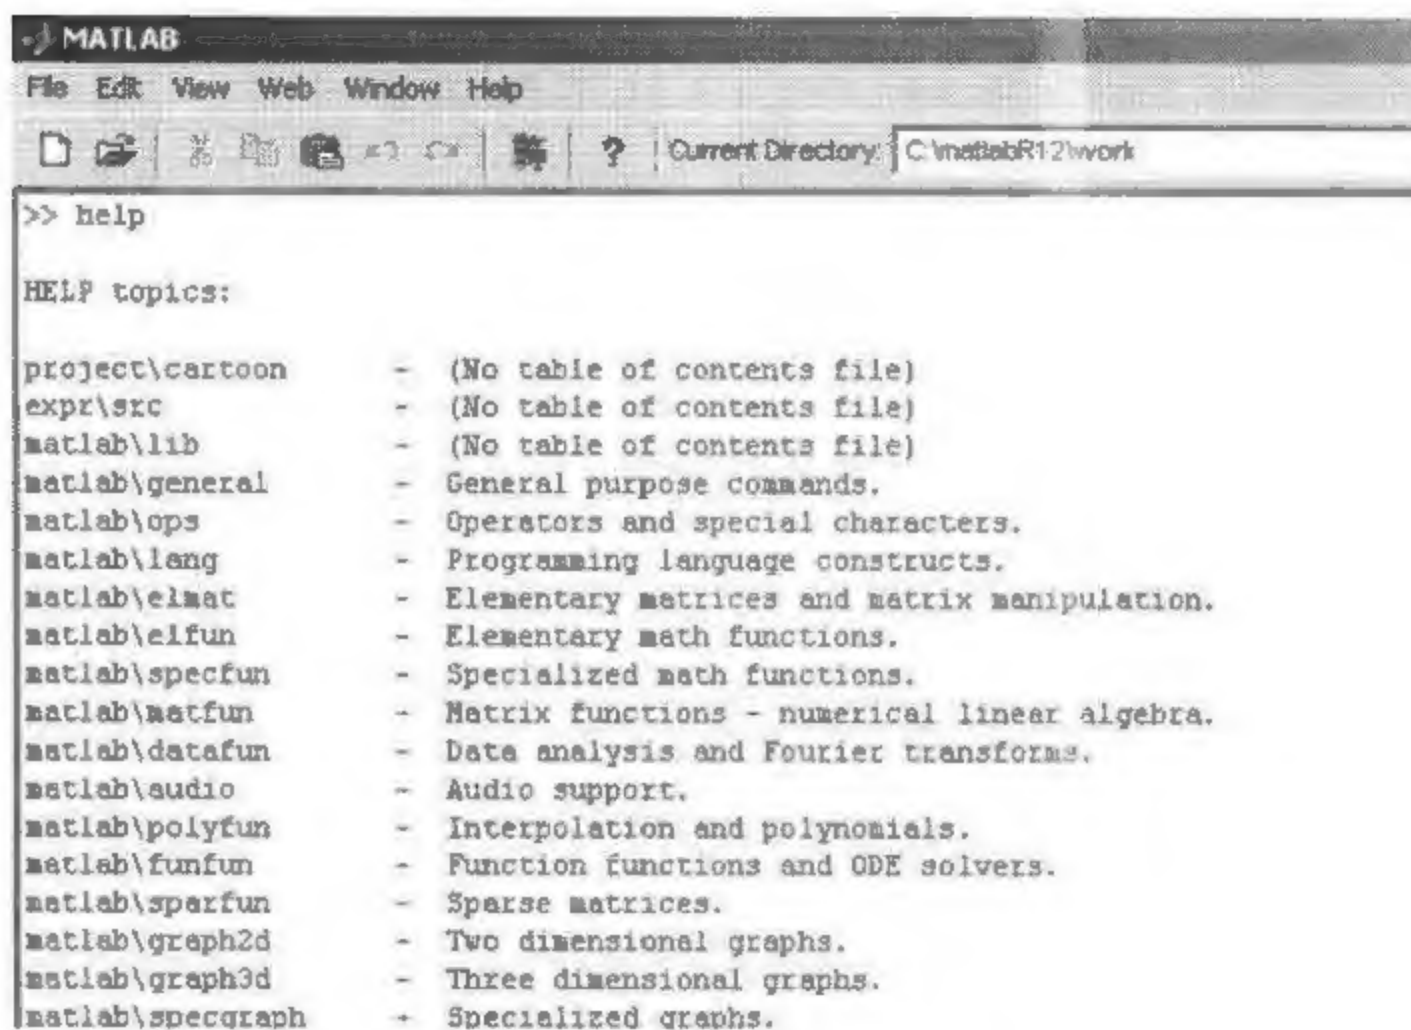 MATLAB
File Edit View Web Window Help
? Current Directory: C:\matlabR12\work
>> help
HELP topics:
project\cartoon - (No table of contents file)
expr\src - (No table of contents file)
matlab\lib - (No table of contents file)
matlab\general - General purpose commands.
matlab\ops - Operators and special characters.
matlab\lang - Programming language constructs.
matlab\elmat - Elementary matrices and matrix manipulation.
matlab\elfun - Elementary math functions.
matlab\specfun - Specialized math functions.
matlab\matfun - Matrix functions - numerical linear algebra.
matlab\datafun - Data analysis and Fourier transforms.
matlab\audio - Audio support.
matlab\polyfun - Interpolation and polynomials.
matlab\funfun - Function functions and ODE solvers.
matlab\sparfun - Sparse matrices.
matlab\graph2d - Two dimensional graphs.
matlab\graph3d - Three dimensional graphs.
matlab\specgraph - Specialized graphs.